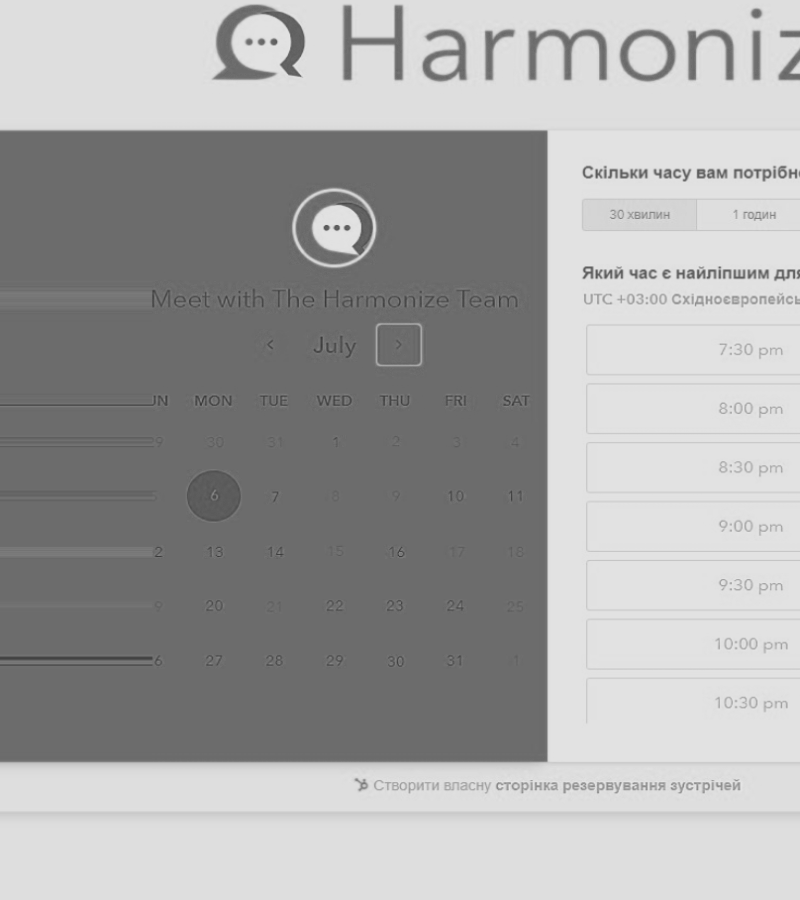 Harmoniz
Meet with The Harmonize Team
< July >
UN MON TUE WED THU FRI SAT
9 30 31 1 2 3 4
5 6 7 8 9 10 11
2 13 14 15 16 17 18
9 20 21 22 23 24 25
6 27 28 29 30 31 1
Скільки часу вам потрібн
30 хвилин 1 годин
Який час є найліпшим для
UTC +03:00 Східноєвропейсь
7:30 pm
8:00 pm
8:30 pm
9:00 pm
9:30 pm
10:00 pm
10:30 pm
Створити власну сторінка резервування зустрічей